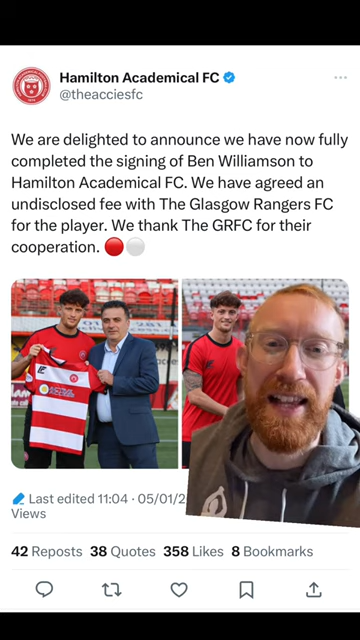 Hamilton Academical FC
@theacciesfc
We are delighted to announce we have now fully
completed the signing of Ben Williamson to
Hamilton Academical FC. We have agreed an
undisclosed fee with The Glasgow Rangers FC
for the player. We thank The GRFC for their
cooperation. 🔴⚪
Last edited 11:04 · 05/01/2
Views
42 Reposts 38 Quotes 358 Likes 8 Bookmarks